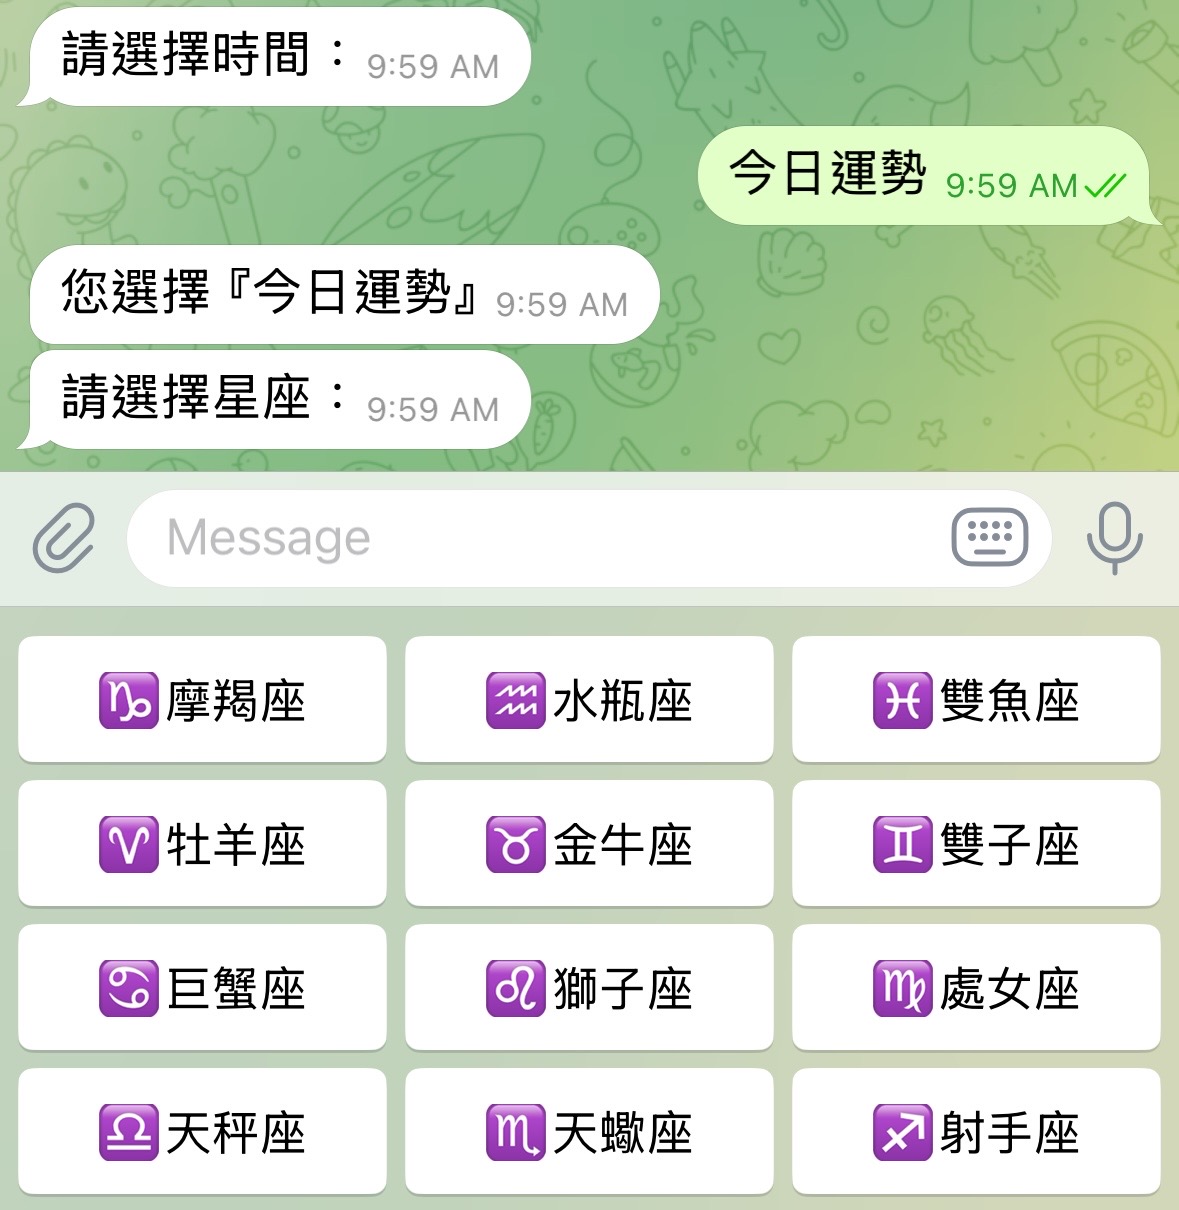 請選擇時間： 9:59 AM
今日運勢 9:59 AM
您選擇『今日運勢』 9:59 AM
請選擇星座： 9:59 AM
Message
♑摩羯座 ♒水瓶座 ♓雙魚座
♈牡羊座 ♉金牛座 ♊雙子座
♋巨蟹座 ♌獅子座 ♍處女座
♎天秤座 ♏天蠍座 ♐射手座